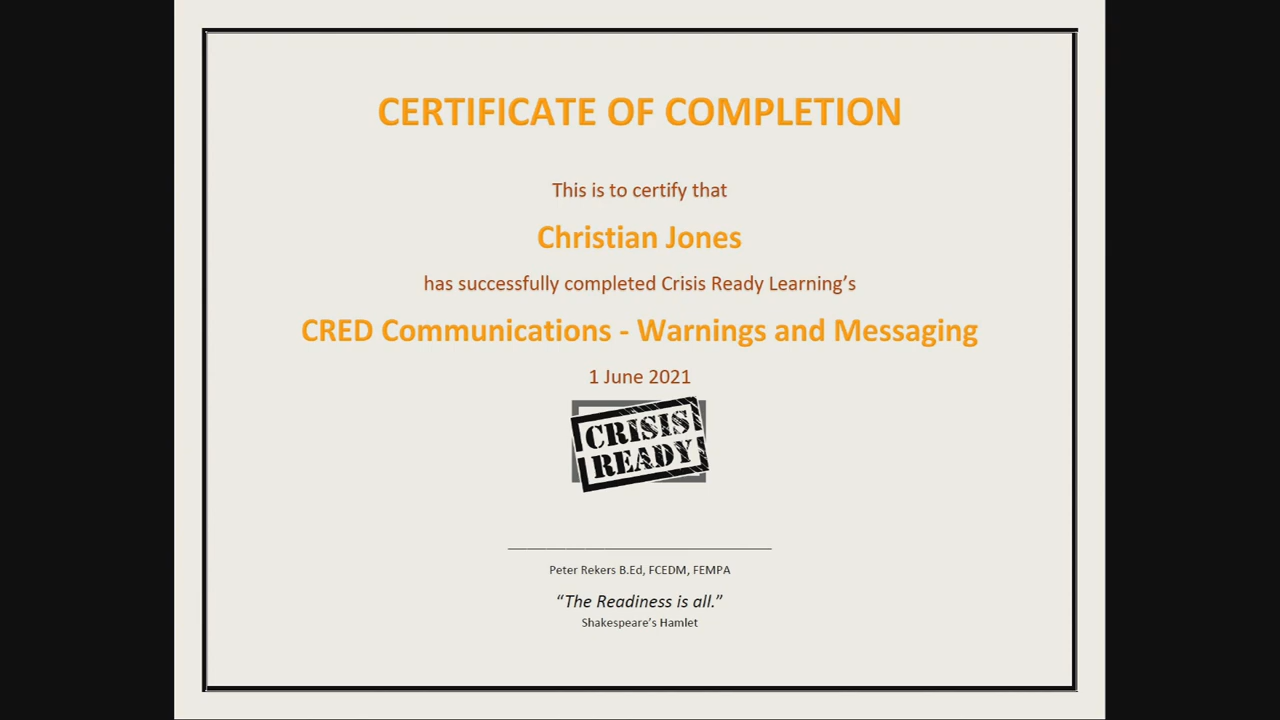 CERTIFICATE OF COMPLETION
This is to certify that
Christian Jones
has successfully completed Crisis Ready Learning’s
CRED Communications - Warnings and Messaging
1 June 2021
CRISIS
READY
Peter Rekers B.Ed, FCEDM, FEMPA
“The Readiness is all.”
Shakespeare’s Hamlet